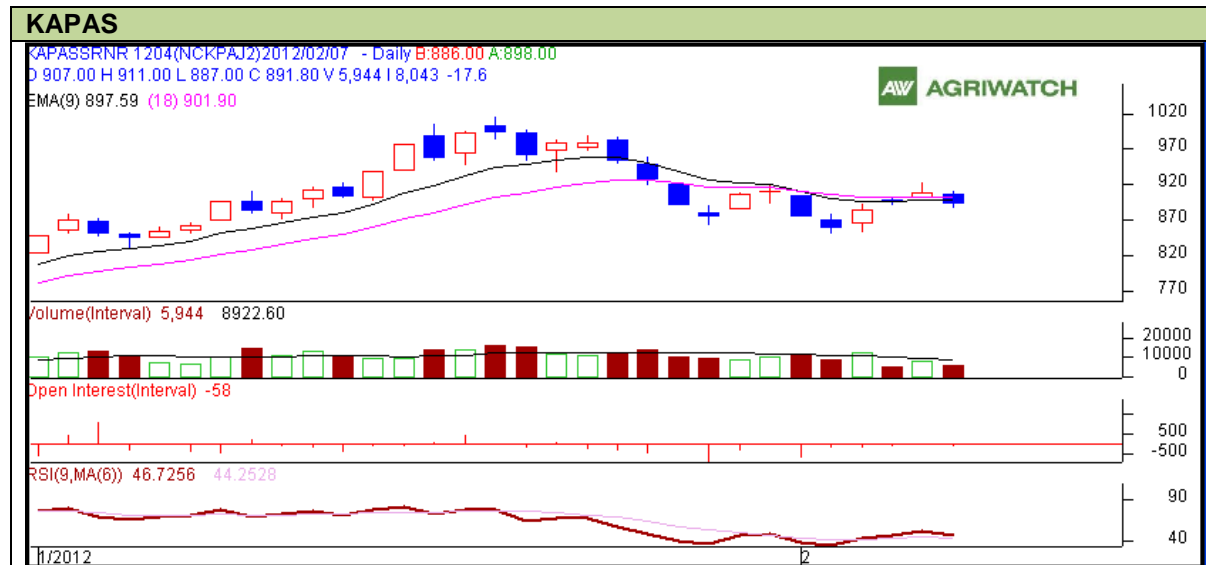 KAPAS
KAPASSRNR 1204(NCKPAJ2)2012/02/07 - Daily B:886.00 A:898.00
O 907.00 H 911.00 L 887.00 C 891.80 V 5,944 I 8,043 -17.6
EMA(9) 897.59 (18) 901.90
AW AGRIWATCH
1020
970
920
870
820
770
Volume(Interval) 5,944 8922.60
20000
10000
0
Open Interest(Interval) -58
500
-500
RSI(9,MA(6)) 46.7256 44.2528
90
40
1/2012
2